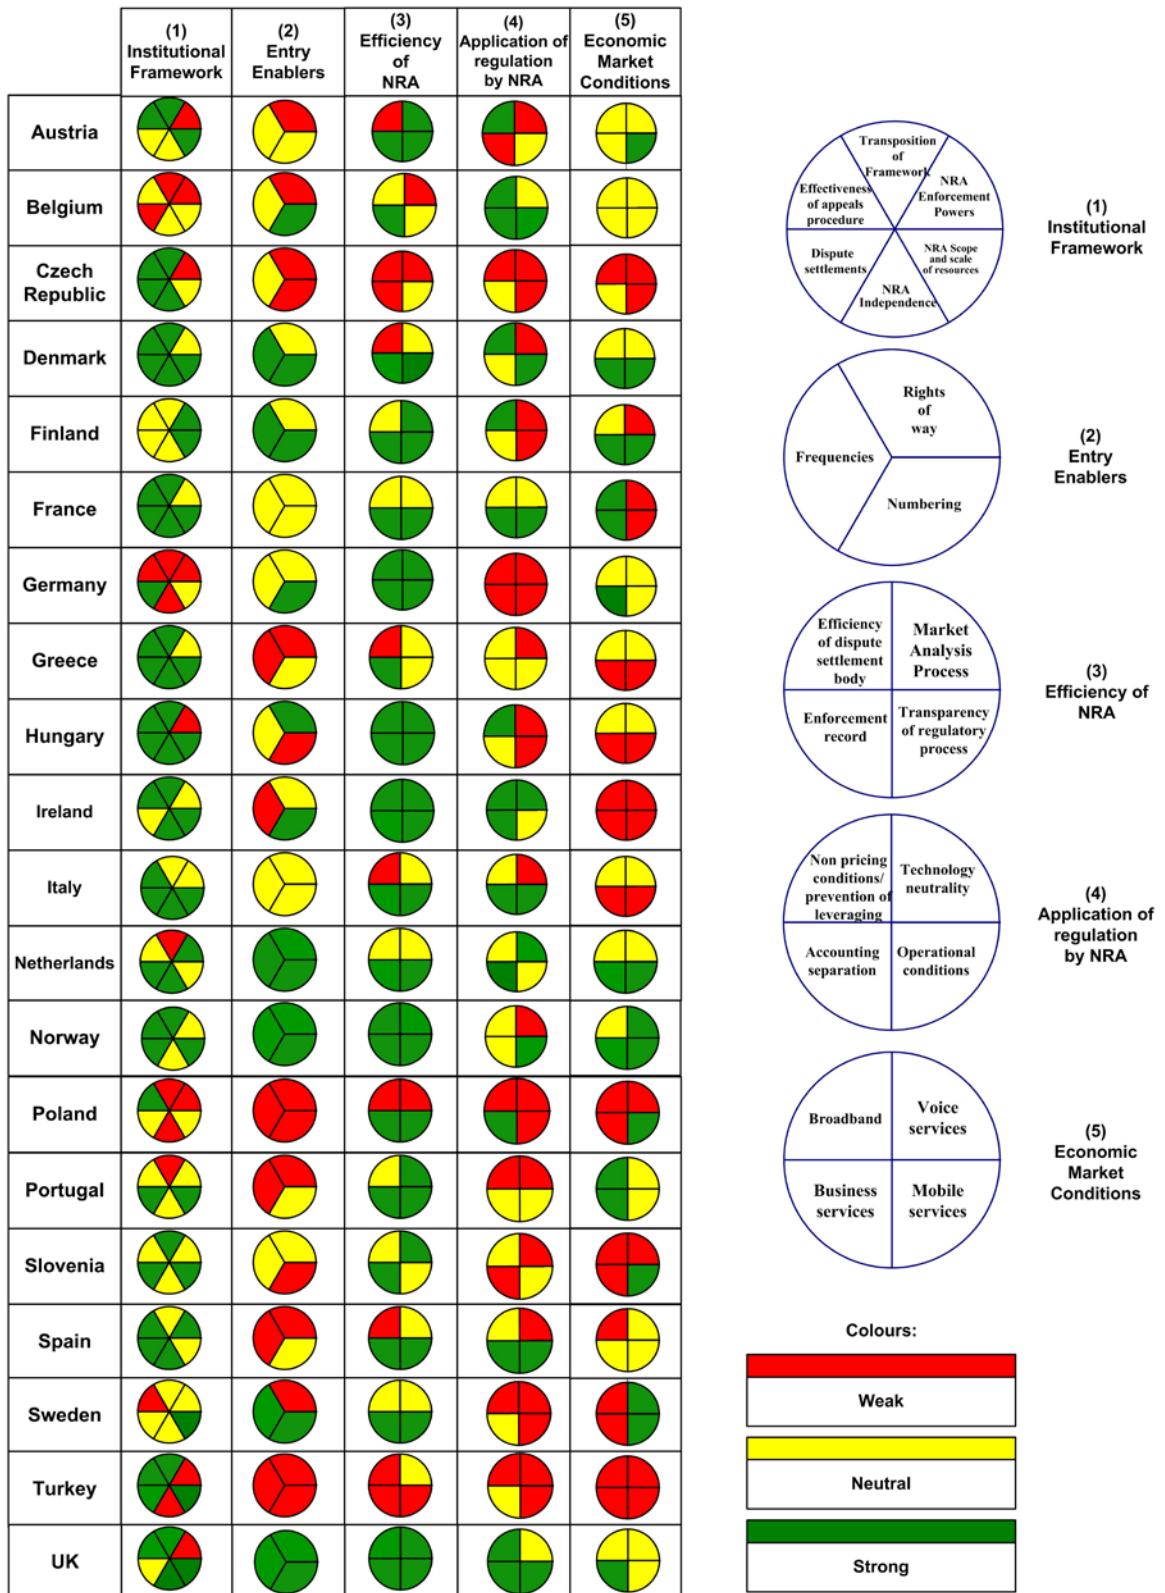 (1)
Institutional
Framework
(2)
Entry
Enablers
(3)
Efficiency
of
NRA
(4)
Application of
regulation
by NRA
(5)
Economic
Market
Conditions
Austria
Belgium
Czech
Republic
Denmark
Finland
France
Germany
Greece
Hungary
Ireland
Italy
Netherlands
Norway
Poland
Portugal
Slovenia
Spain
Sweden
Turkey
UK
Transposition
of
Framework
NRA
Enforcement
Powers
Effectiveness
of appeals
procedure
Dispute
settlements
NRA Scope
and scale
of resources
NRA
Independence
(1)
Institutional
Framework
Rights
of
way
Frequencies
Numbering
(2)
Entry
Enablers
Efficiency
of dispute
settlement
body
Market
Analysis
Process
Enforcement
record
Transparency
of regulatory
process
(3)
Efficiency of
NRA
Non pricing
conditions/
prevention of
leveraging
Technology
neutrality
Accounting
separation
Operational
conditions
(4)
Application of
regulation
by NRA
Broadband
Voice
services
Business
services
Mobile
services
(5)
Economic
Market
Conditions
Colours:
Weak
Neutral
Strong